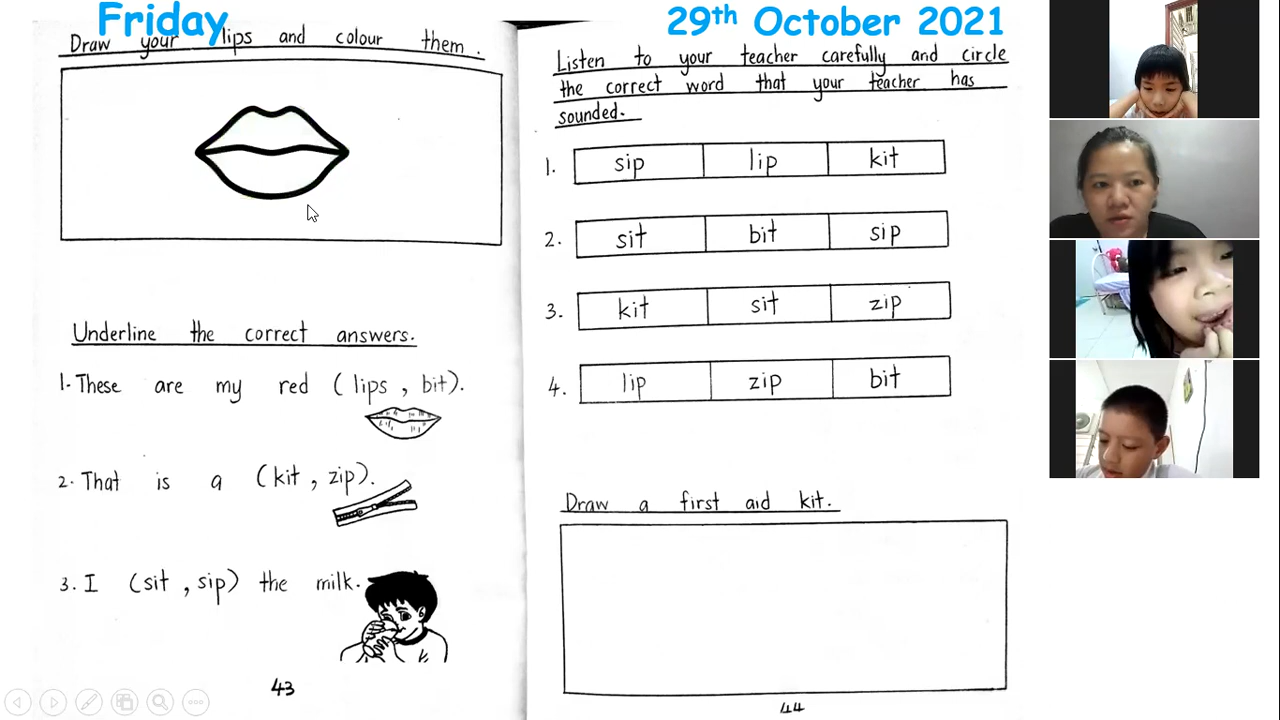 Friday
29th October 2021
Draw your lips and colour them.
Underline the correct answers.
1. These are my red (lips, bit).
2. That is a (kit, zip).
3. I (sit, sip) the milk.
43
Listen to your teacher carefully and circle
the correct word that your teacher has
sounded.
1. sip lip kit
2. sit bit sip
3. kit sit zip
4. lip zip bit
Draw a first aid kit.
44